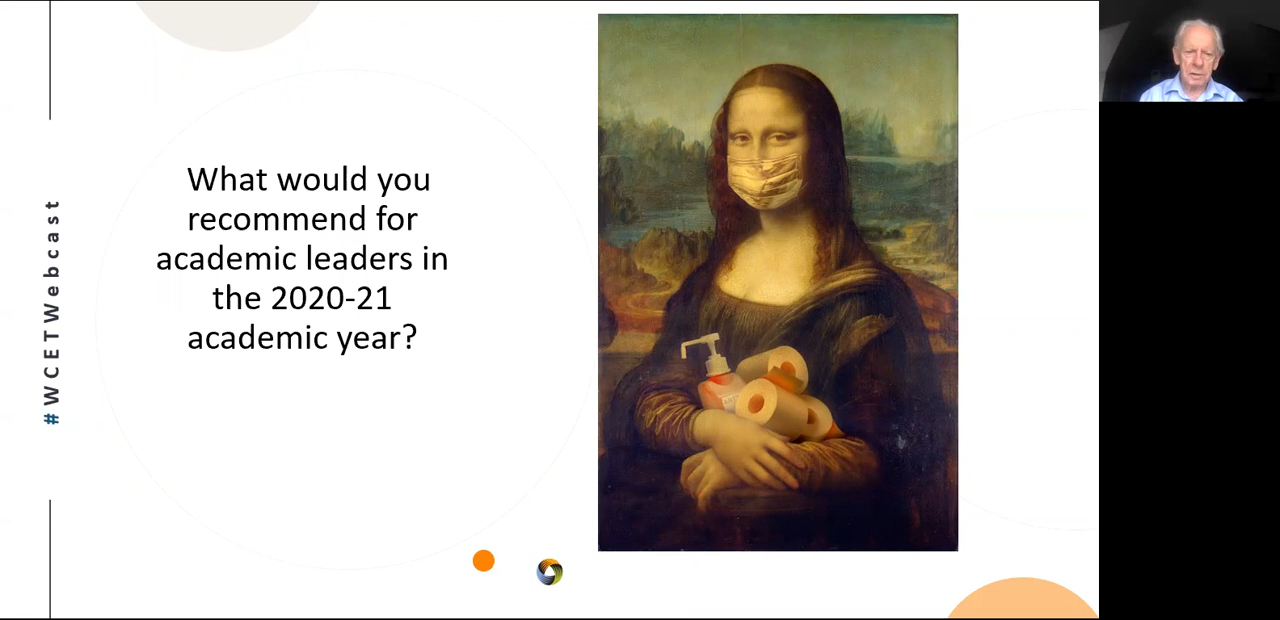 What would you
recommend for
academic leaders in
the 2020-21
academic year?
#WCETWebcast